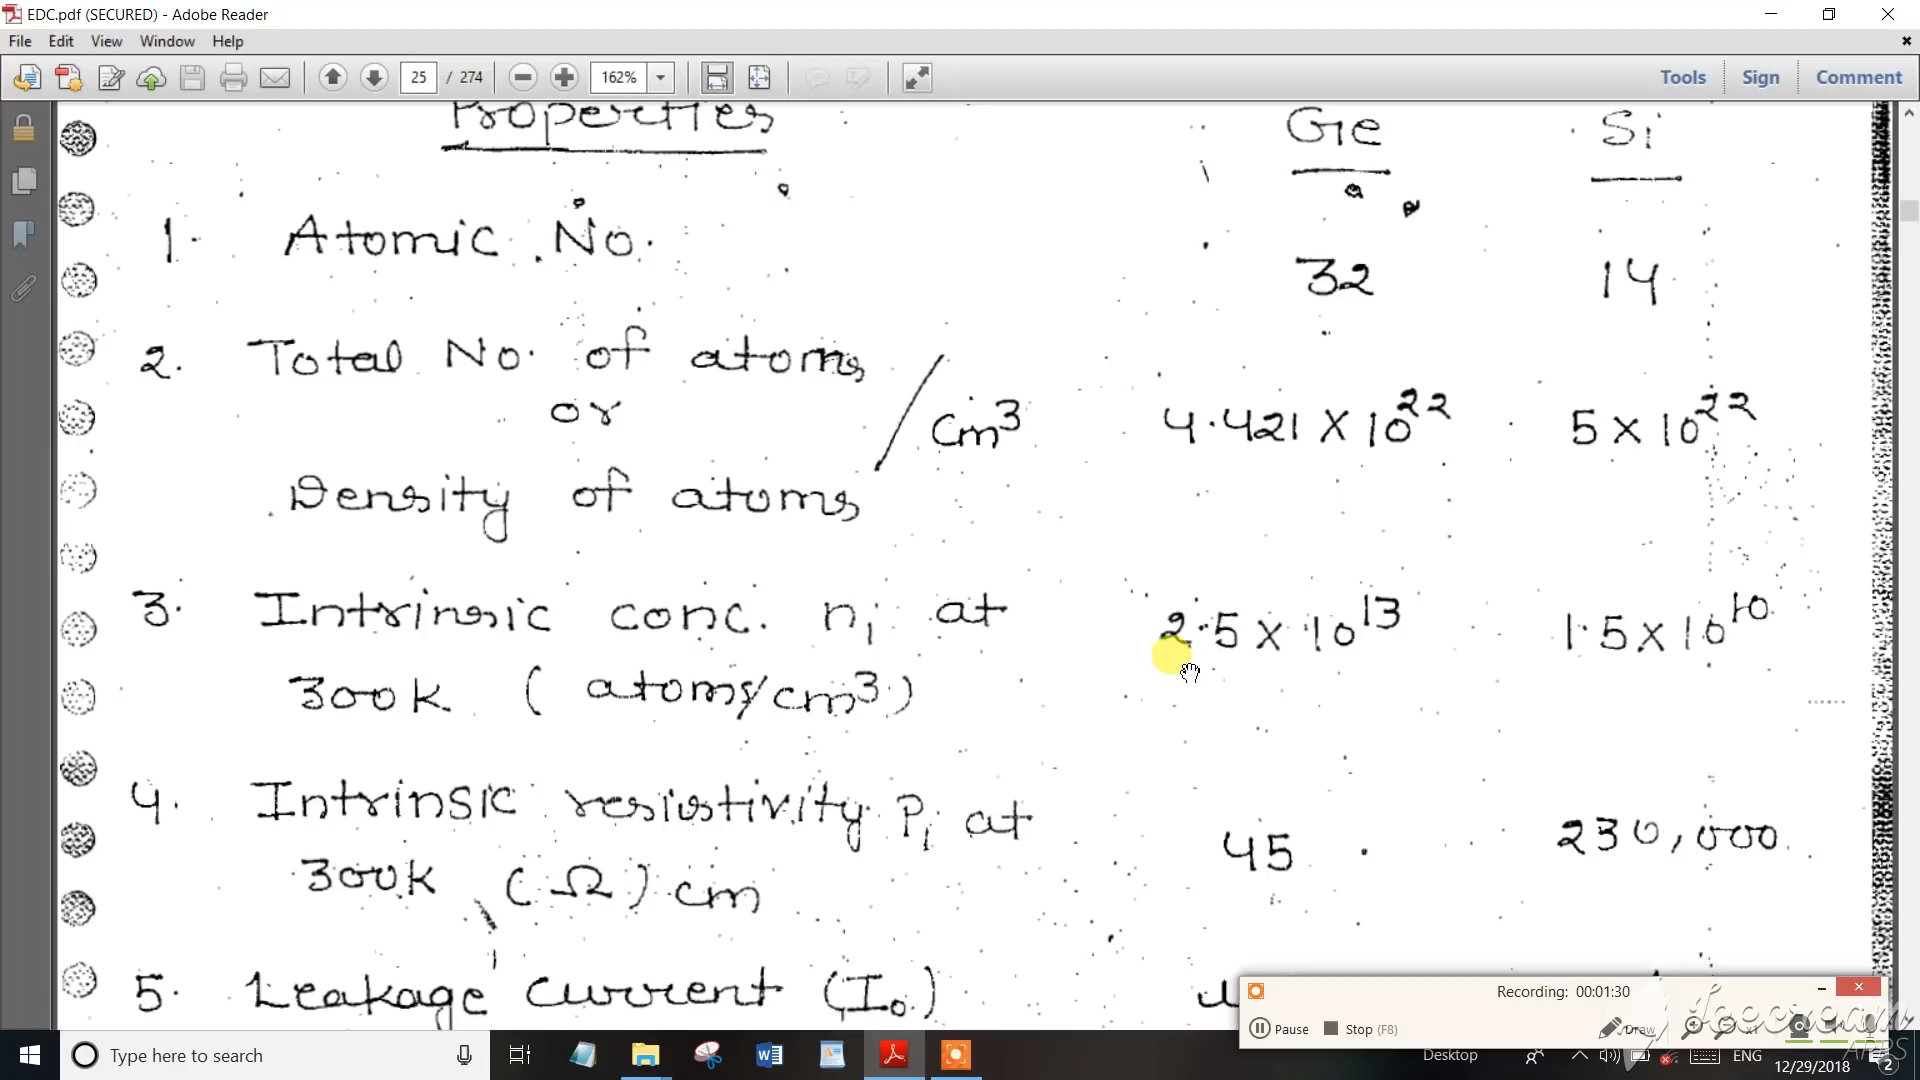 EDC.pdf (SECURED) - Adobe Reader
File Edit View Window Help
25 / 274 162% Tools Sign Comment
Properties Ge Si
1. Atomic No. 32 14
2. Total No. of atoms
or
Density of atoms
/ cm3 4.421 X 10^22 5 X 10^22
3. Intrinsic conc. ni at 2.5 X 10^13 1.5 X 10^10
300k (atoms/cm3)
4. Intrinsic resistivity ρi at 45 230,000
300k (Ω) cm
5. Leakage current (Io)
Recording: 00:01:30
Pause Stop (F8) Draw x1
Icecream
APPS
Type here to search
Desktop ENG
12/29/2018 2